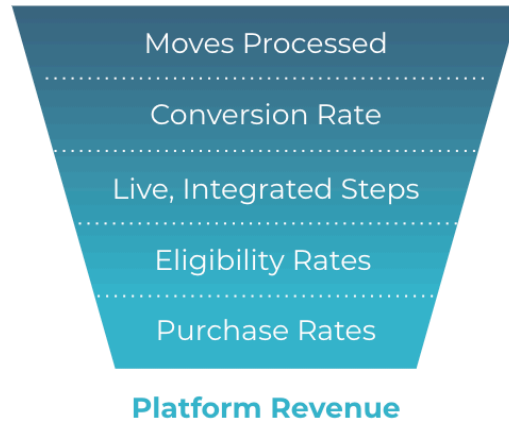 Moves Processed
Conversion Rate
Live, Integrated Steps
Eligibility Rates
Purchase Rates
Platform Revenue